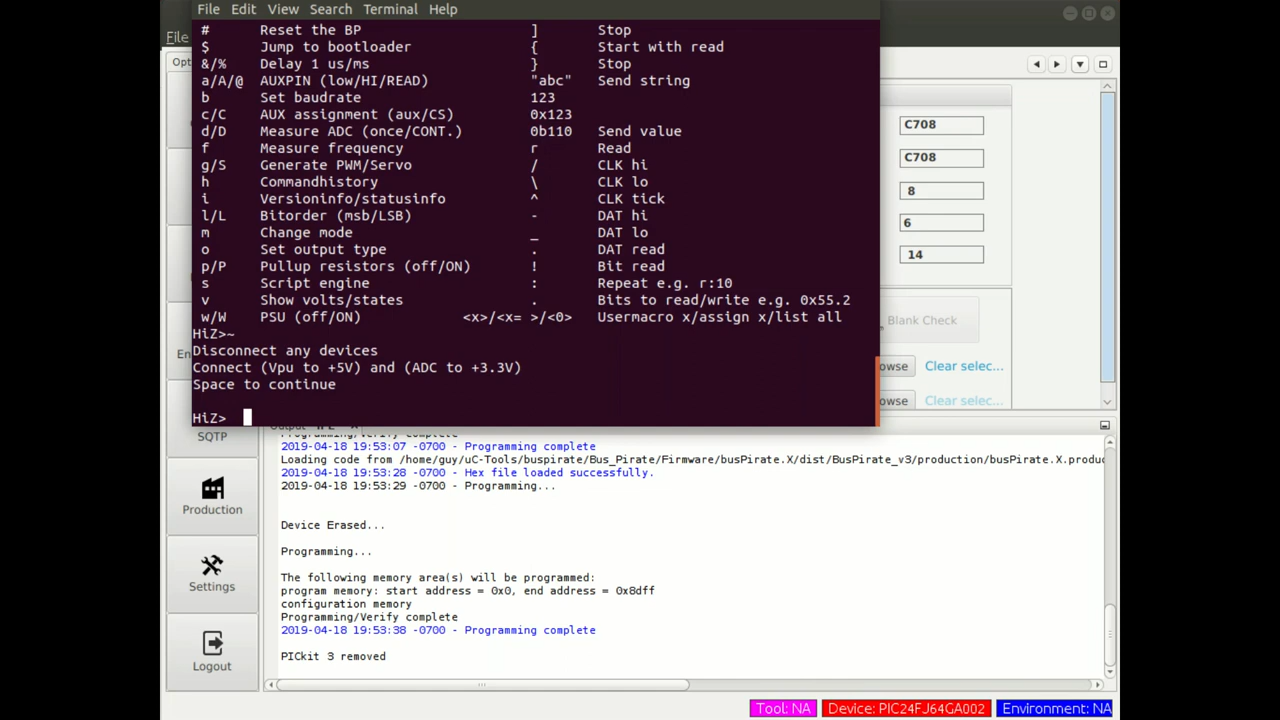 File Edit View Search Terminal Help
# Reset the BP ] Stop
$ Jump to bootloader { Start with read
&/% Delay 1 us/ms } Stop
a/A/@ AUXPIN (low/HI/READ) "abc" Send string
b Set baudrate 123
c/C AUX assignment (aux/CS) 0x123
d/D Measure ADC (once/CONT.) 0b110 Send value
f Measure frequency r Read
g/S Generate PWM/Servo / CLK hi
h Commandhistory \ CLK lo
i Versioninfo/statusinfo ^ CLK tick
l/L Bitorder (msb/LSB) - DAT hi
m Change mode _ DAT lo
o Set output type . DAT read
p/P Pullup resistors (off/ON) ! Bit read
s Script engine : Repeat e.g. r:10
v Show volts/states . Bits to read/write e.g. 0x55.2
w/W PSU (off/ON) <x>/<x= >/<0> Usermacro x/assign x/list all
HiZ>~
Disconnect any devices
Connect (Vpu to +5V) and (ADC to +3.3V)
Space to continue
HiZ>
File
Opt
C708
C708
8
6
14
Blank Check
owse Clear selec...
owse Clear selec...
En
SQTP
Production
Settings
Logout
Programming/Verify complete
2019-04-18 19:53:07 -0700 - Programming complete
Loading code from /home/guy/uC-Tools/buspirate/Bus_Pirate/Firmware/busPirate.X/dist/BusPirate_v3/production/busPirate.X.produc
2019-04-18 19:53:28 -0700 - Hex file loaded successfully.
2019-04-18 19:53:29 -0700 - Programming...
Device Erased...
Programming...
The following memory area(s) will be programmed:
program memory: start address = 0x0, end address = 0x8dff
configuration memory
Programming/Verify complete
2019-04-18 19:53:38 -0700 - Programming complete
PICkit 3 removed
Tool: NA Device: PIC24FJ64GA002 Environment: NA